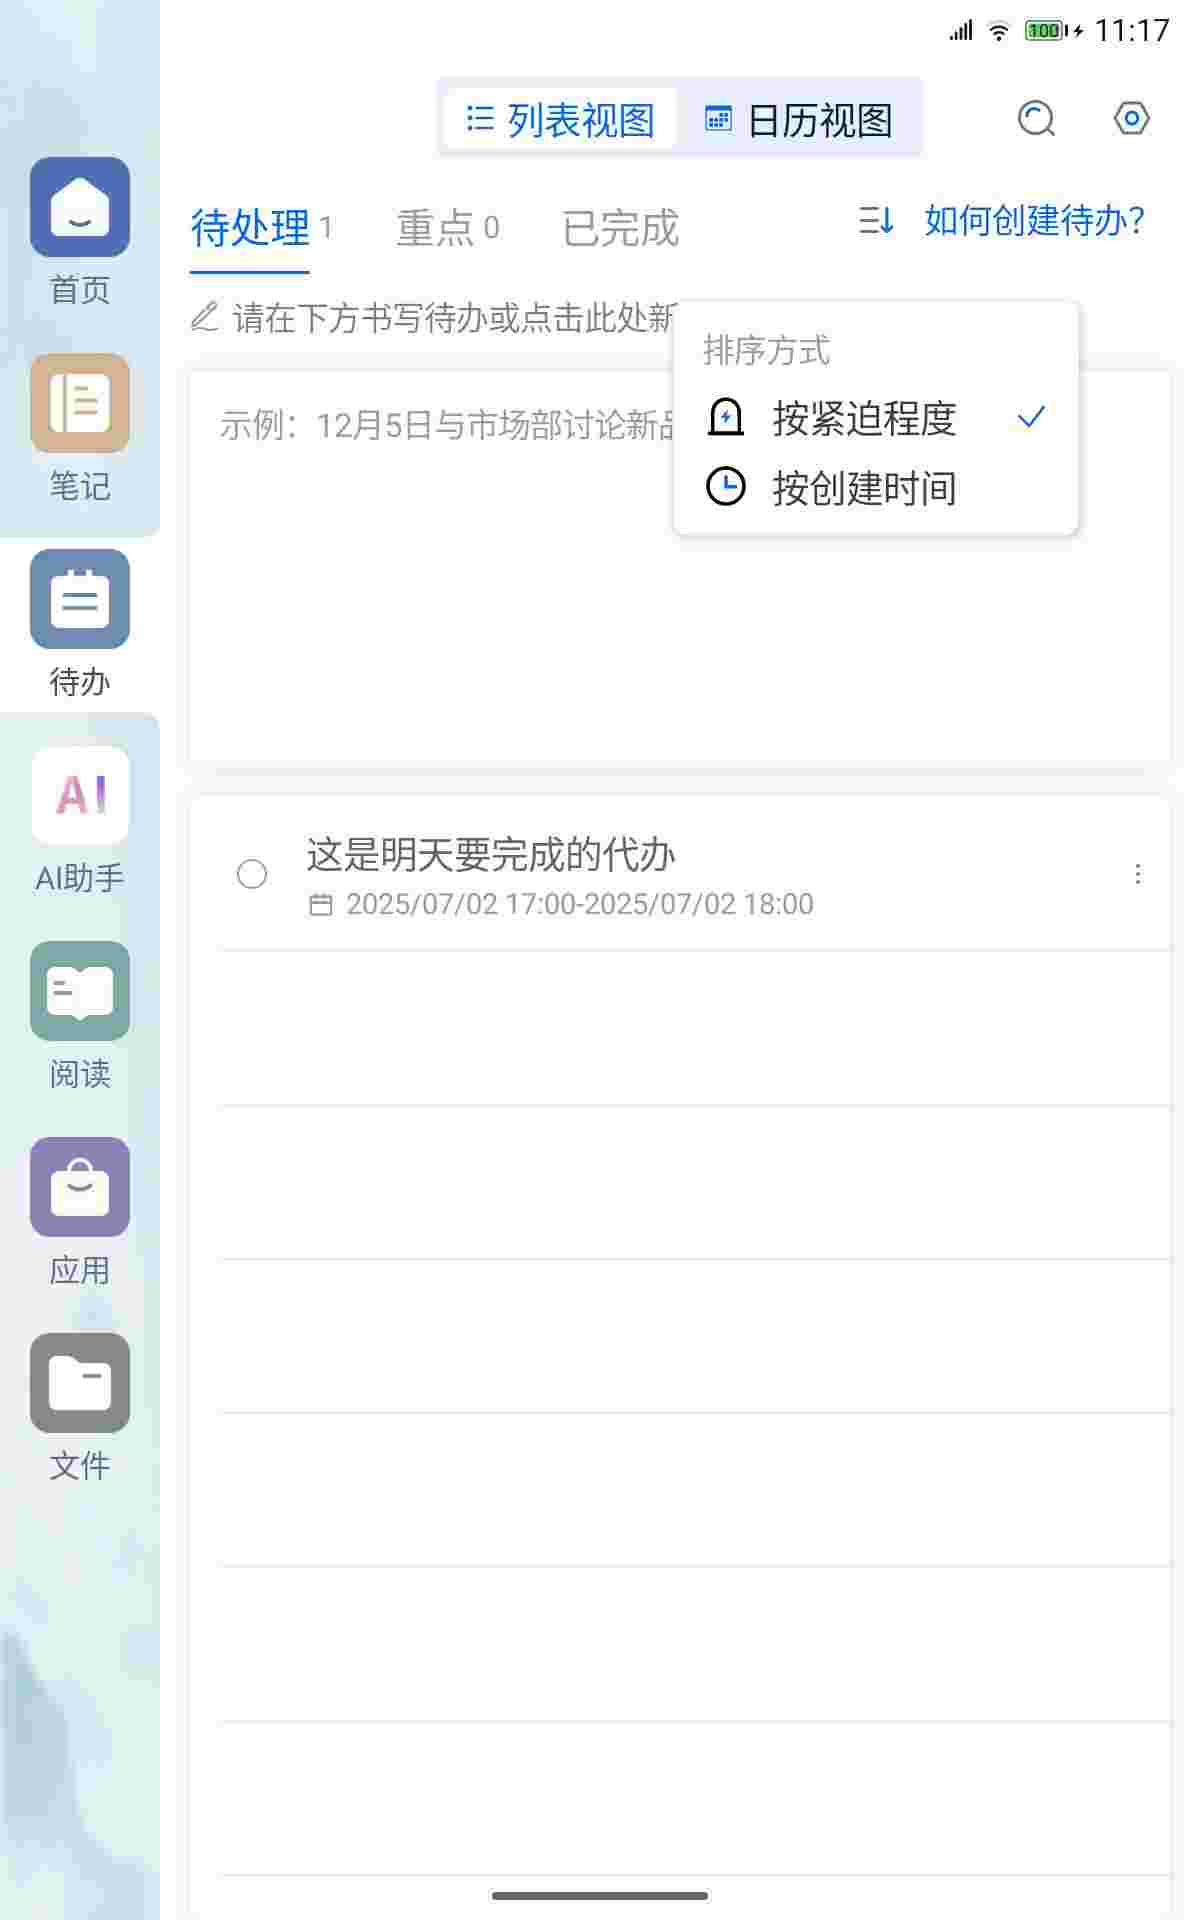 100 11:17
列表视图 日历视图
待处理 1 重点 0 已完成 如何创建待办?
请在下方书写待办或点击此处新
排序方式
按紧迫程度
按创建时间
示例：12月5日与市场部讨论新品
这是明天要完成的代办
2025/07/02 17:00-2025/07/02 18:00
首页
笔记
待办
AI
AI助手
阅读
应用
文件